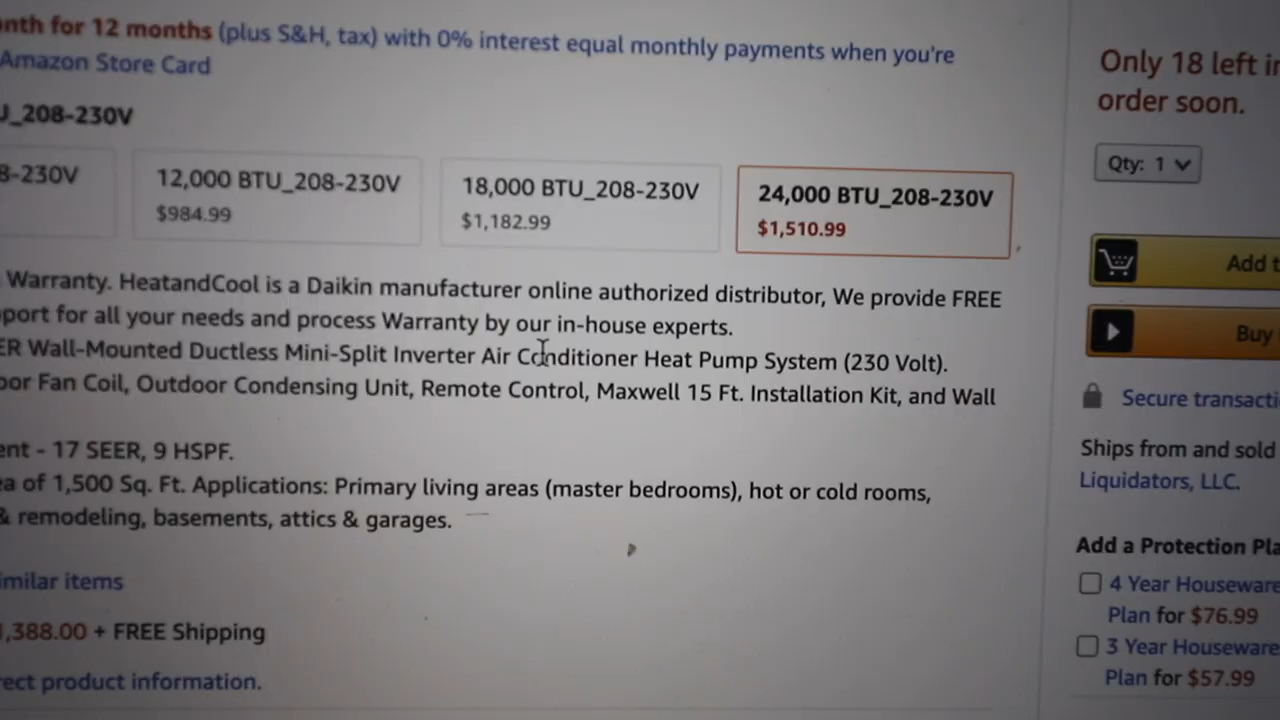 nth for 12 months (plus S&H, tax) with 0% interest equal monthly payments when you're
Amazon Store Card
J_208-230V
8-230V
12,000 BTU_208-230V
$984.99
18,000 BTU_208-230V
$1,182.99
24,000 BTU_208-230V
$1,510.99
Warranty. HeatandCool is a Daikin manufacturer online authorized distributor, We provide FREE
port for all your needs and process Warranty by our in-house experts.
ER Wall-Mounted Ductless Mini-Split Inverter Air Conditioner Heat Pump System (230 Volt).
oor Fan Coil, Outdoor Condensing Unit, Remote Control, Maxwell 15 Ft. Installation Kit, and Wall
ent - 17 SEER, 9 HSPF.
ea of 1,500 Sq. Ft. Applications: Primary living areas (master bedrooms), hot or cold rooms,
& remodeling, basements, attics & garages.
imilar items
1,388.00 + FREE Shipping
rect product information.
Only 18 left in
order soon.
Qty: 1
Add t
Buy
Secure transacti
Ships from and sold
Liquidators, LLC.
Add a Protection Pla
4 Year Houseware
Plan for $76.99
3 Year Houseware
Plan for $57.99